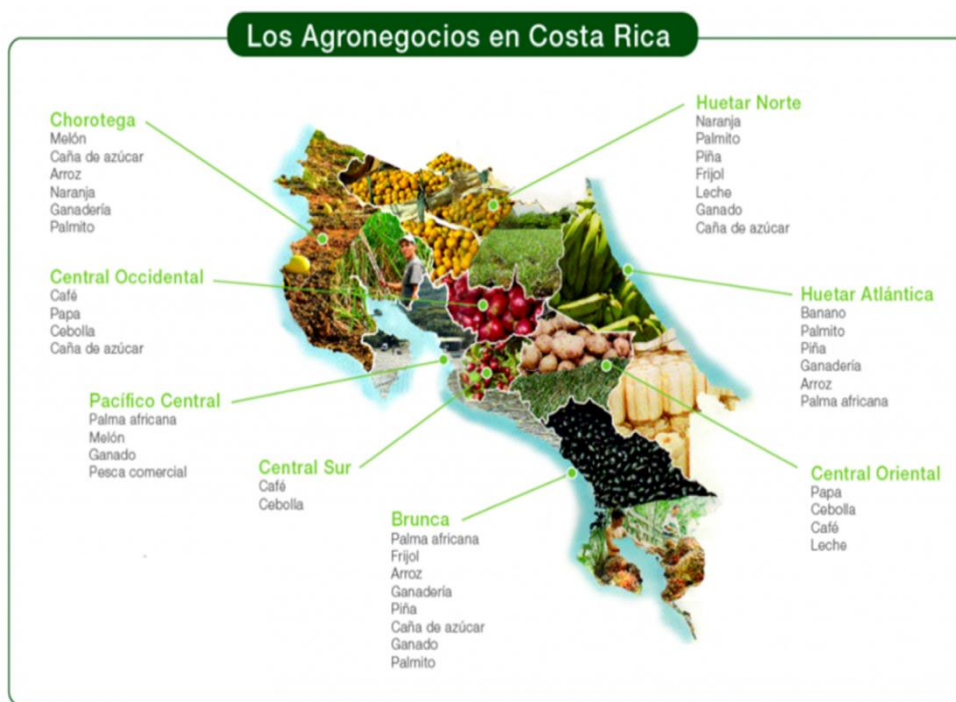 Los Agronegocios en Costa Rica
Chorotega
Melón
Caña de azúcar
Arroz
Naranja
Ganadería
Palmito
Central Occidental
Café
Papa
Cebolla
Caña de azúcar
Pacífico Central
Palma africana
Melón
Ganado
Pesca comercial
Central Sur
Café
Cebolla
Brunca
Palma africana
Frijol
Arroz
Ganadería
Piña
Caña de azúcar
Ganado
Palmito
Huetar Norte
Naranja
Palmito
Piña
Frijol
Leche
Ganado
Caña de azúcar
Huetar Atlántica
Banano
Palmito
Piña
Ganadería
Arroz
Palma africana
Central Oriental
Papa
Cebolla
Café
Leche